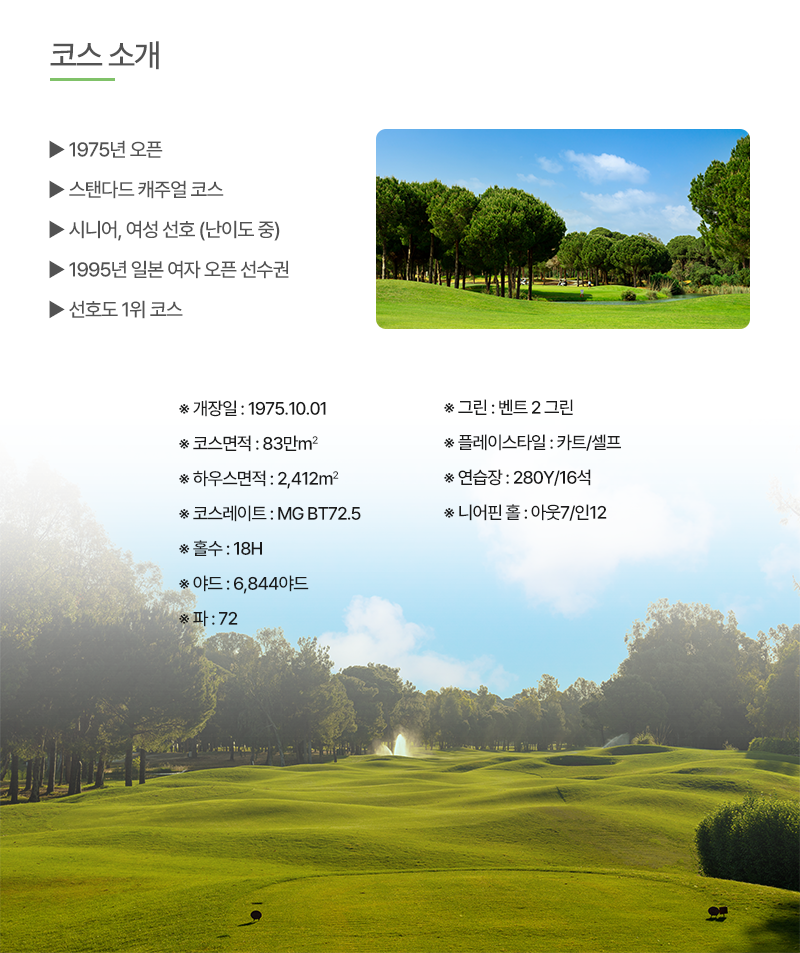 코스 소개
▶ 1975년 오픈
▶ 스탠다드 캐주얼 코스
▶ 시니어, 여성 선호 (난이도 중)
▶ 1995년 일본 여자 오픈 선수권
▶ 선호도 1위 코스
※ 개장일 : 1975.10.01
※ 코스면적 : 83만m²
※ 하우스면적 : 2,412m²
※ 코스레이트 : MG BT72.5
※ 홀수 : 18H
※ 야드 : 6,844야드
※ 파 : 72
※ 그린 : 벤트 2 그린
※ 플레이스타일 : 카트/셀프
※ 연습장 : 280Y/16석
※ 니어핀 홀 : 아웃7/인12